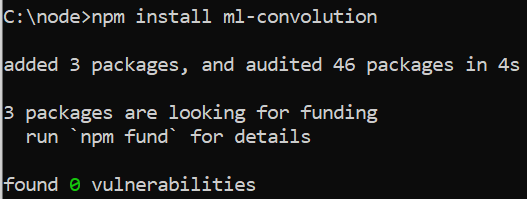 C:\node>npm install ml-convolution
added 3 packages, and audited 46 packages in 4s
3 packages are looking for funding
run `npm fund` for details
found 0 vulnerabilities